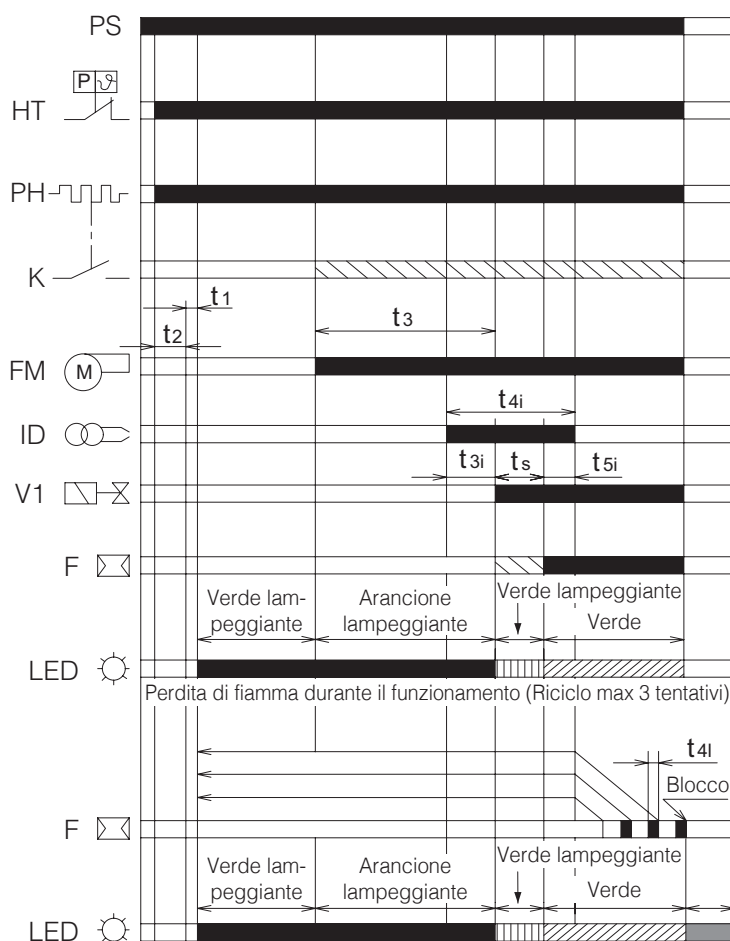 PS
P ϑ
HT
PH
K
t1
t3
t2
FM M
t4i
ID
t3i ts t5i
V1
F
Verde lampeggiante
Verde lam-
peggiante
Arancione
lampeggiante
Verde
LED
Perdita di fiamma durante il funzionamento (Riciclo max 3 tentativi)
t4l
Blocco
F
Verde lampeggiante
Verde lam-
peggiante
Arancione
lampeggiante
Verde
LED